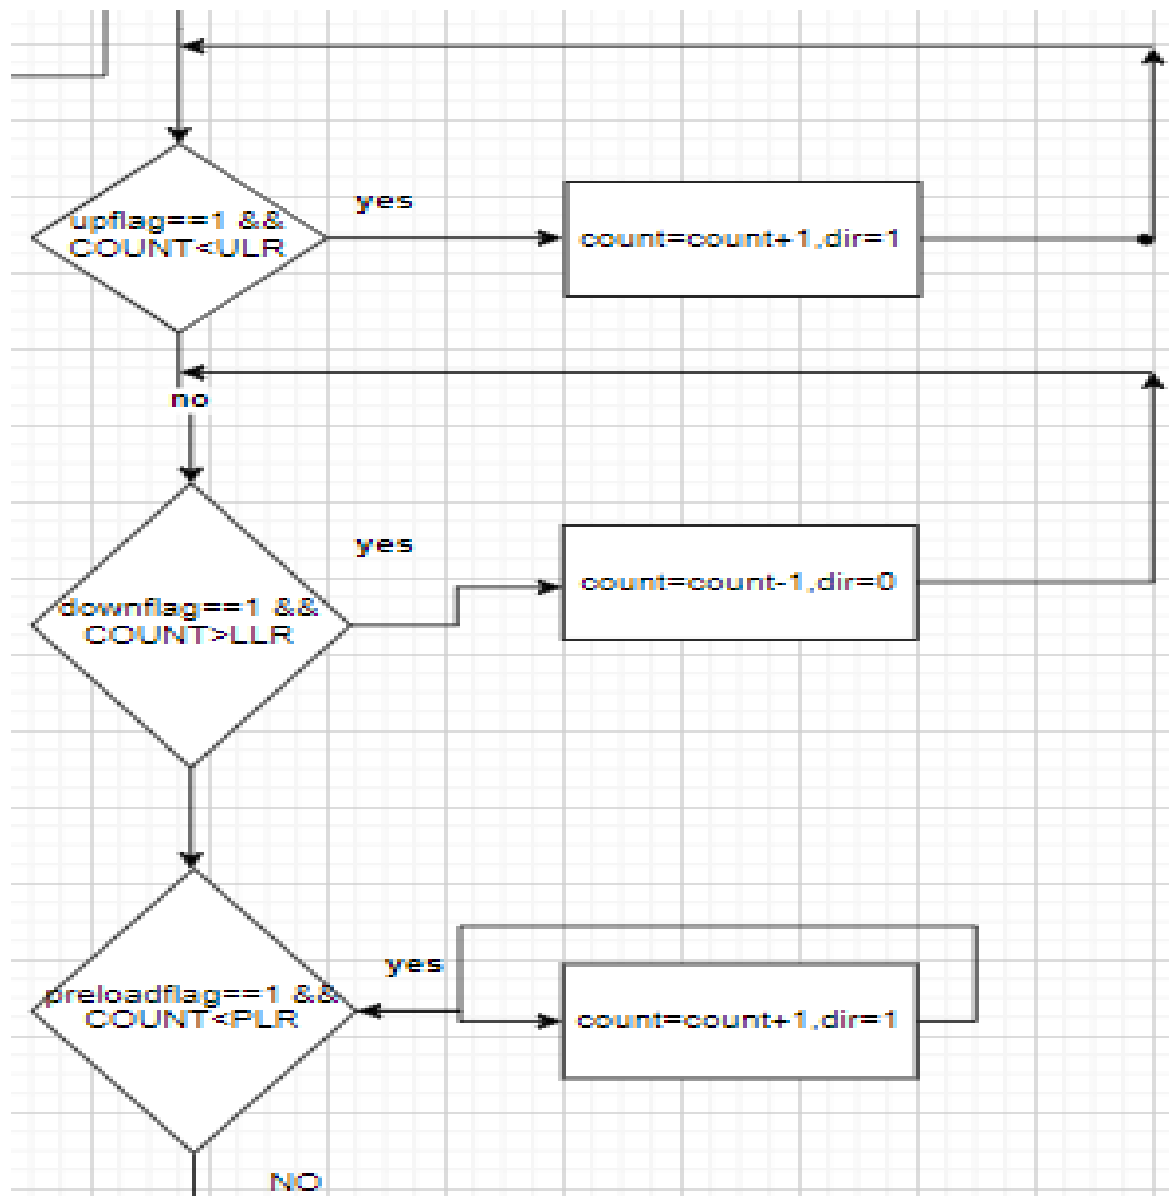 upflag==1 &&
COUNT<ULR
yes
count=count+1,dir=1
no
downflag==1 &&
COUNT>LLR
yes
count=count-1,dir=0
preloadflag==1 &&
COUNT<PLR
yes
count=count+1,dir=1
NO